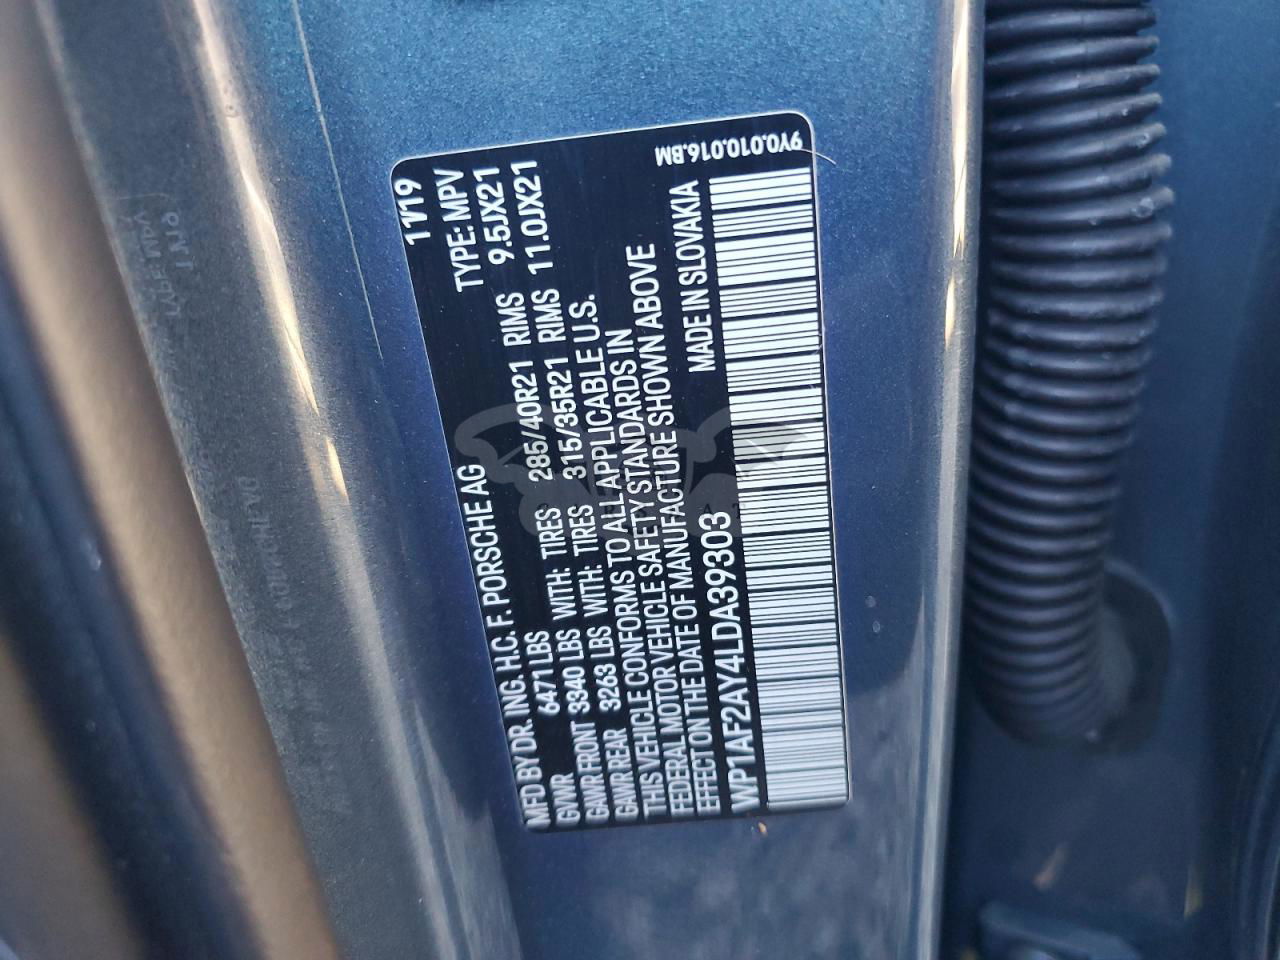 MFD BY DR. ING. H.C. F. PORSCHE AG 11/19
GVWR 6471 LBS TYPE: MPV
GAWR FRONT 3340 LBS WITH: TIRES 285/40R21 RIMS 9.5JX21
GAWR REAR 3263 LBS WITH: TIRES 315/35R21 RIMS 11.0JX21
THIS VEHICLE CONFORMS TO ALL APPLICABLE U.S.
FEDERAL MOTOR VEHICLE SAFETY STANDARDS IN
EFFECT ON THE DATE OF MANUFACTURE SHOWN ABOVE
WP1AF2AY4LDA39303 MADE IN SLOVAKIA
9Y0.010.016.BM